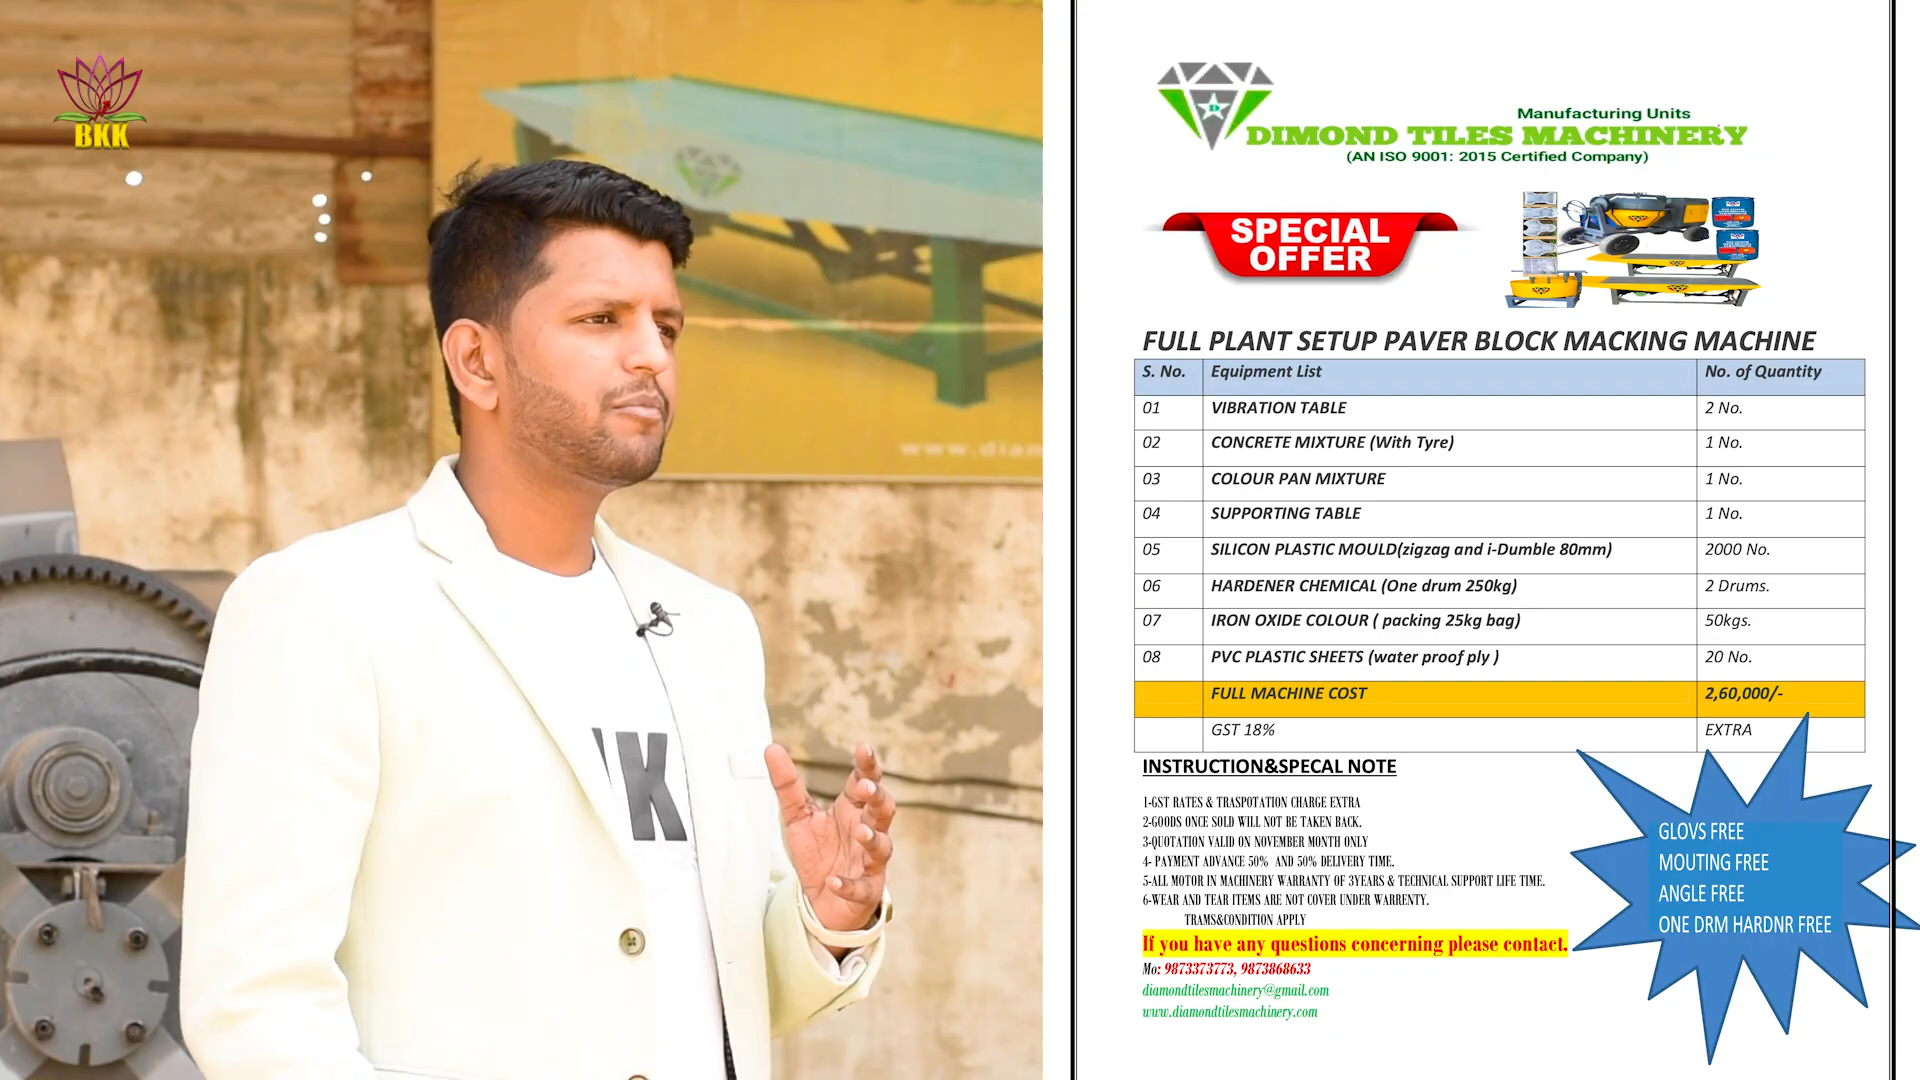 BKK
www.diam
K
D
Manufacturing Units
DIMOND TILES MACHINERY
(AN ISO 9001: 2015 Certified Company)
SPECIAL
OFFER
FULL PLANT SETUP PAVER BLOCK MACKING MACHINE
S. No. Equipment List No. of Quantity
01 VIBRATION TABLE 2 No.
02 CONCRETE MIXTURE (With Tyre) 1 No.
03 COLOUR PAN MIXTURE 1 No.
04 SUPPORTING TABLE 1 No.
05 SILICON PLASTIC MOULD(zigzag and i-Dumble 80mm) 2000 No.
06 HARDENER CHEMICAL (One drum 250kg) 2 Drums.
07 IRON OXIDE COLOUR ( packing 25kg bag) 50kgs.
08 PVC PLASTIC SHEETS (water proof ply ) 20 No.
FULL MACHINE COST 2,60,000/-
GST 18% EXTRA
INSTRUCTION&SPECAL NOTE
1-GST RATES & TRASPOTATION CHARGE EXTRA
2-GOODS ONCE SOLD WILL NOT BE TAKEN BACK.
3-QUOTATION VALID ON NOVEMBER MONTH ONLY
4- PAYMENT ADVANCE 50% AND 50% DELIVERY TIME.
5-ALL MOTOR IN MACHINERY WARRANTY OF 3YEARS & TECHNICAL SUPPORT LIFE TIME.
6-WEAR AND TEAR ITEMS ARE NOT COVER UNDER WARRENTY.
TRAMS&CONDITION APPLY
If you have any questions concerning please contact.
Mo: 9873373773, 9873868633
diamondtilesmachinery@gmail.com
www.diamondtilesmachinery.com
GLOVS FREE
MOUTING FREE
ANGLE FREE
ONE DRM HARDNR FREE